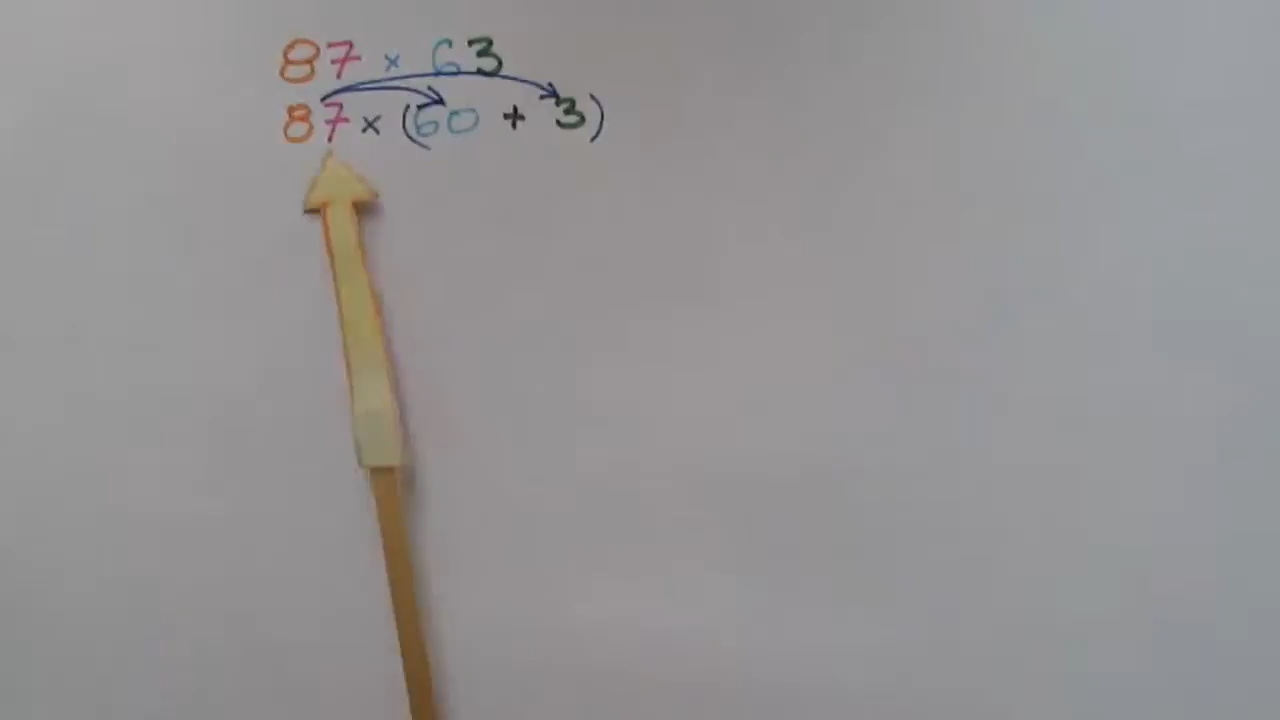 87 × 63
87 × (60 + 3)